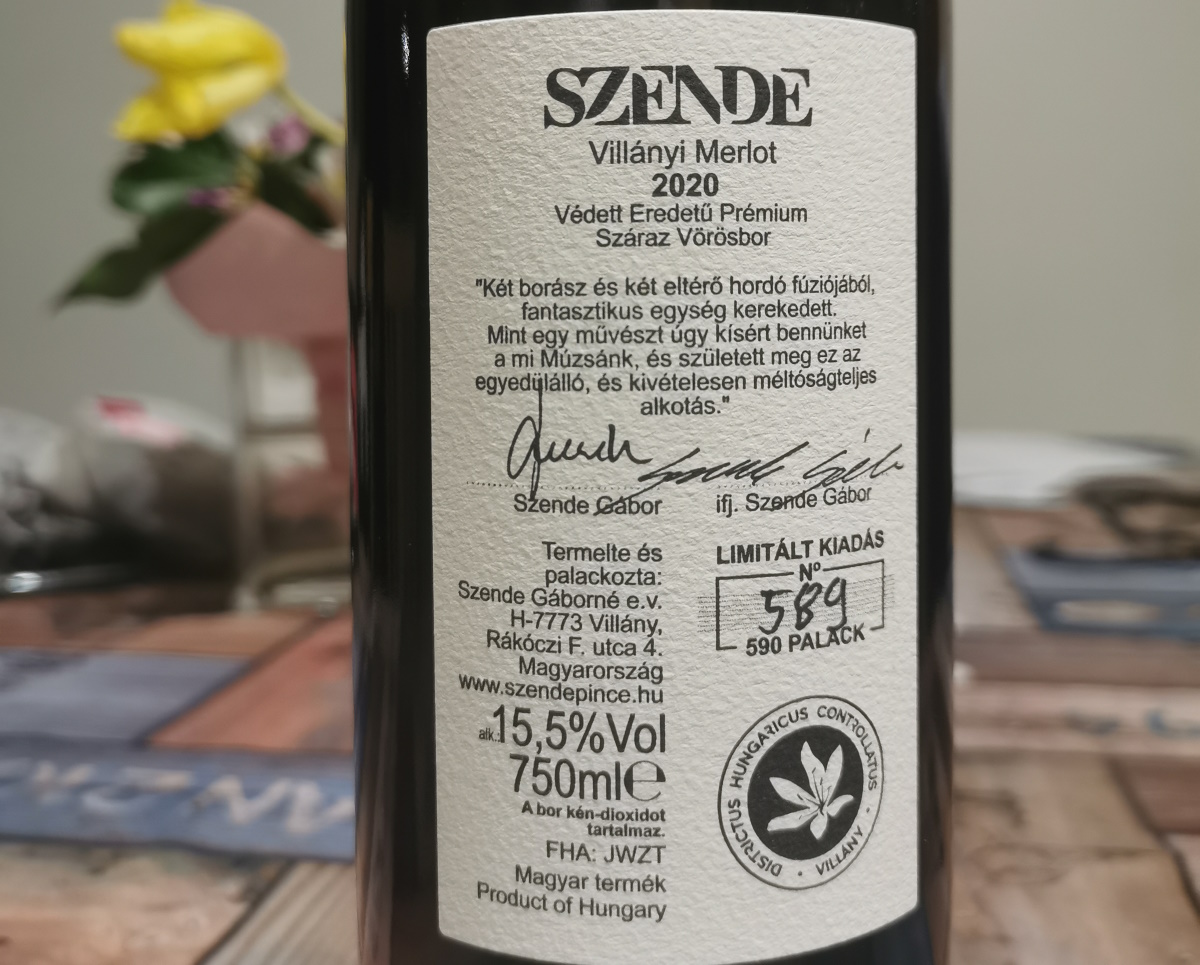 SZENDE
Villányi Merlot
2020
Védett Eredetű Prémium
Száraz Vörösbor
"Két borász és két eltérő hordó fúziójából,
fantasztikus egység kerekedett.
Mint egy művészt úgy kísért bennünket
a mi Múzsánk, és született meg ez az
egyedülálló, és kivételesen méltóságteljes
alkotás."
Szende Gábor
ifj. Szende Gábor
Termelte és
palackozta:
Szende Gáborné e.v.
H-7773 Villány,
Rákóczi F. utca 4.
Magyarország
www.szendepince.hu
alk.:15,5%Vol
750ml℮
A bor kén-dioxidot
tartalmaz.
FHA: JWZT
Magyar termék
Product of Hungary
LIMITÁLT KIADÁS
Nº
589
590 PALACK
DISTRICTUS HUNGARICUS CONTROLLATUS • VILLÁNY •